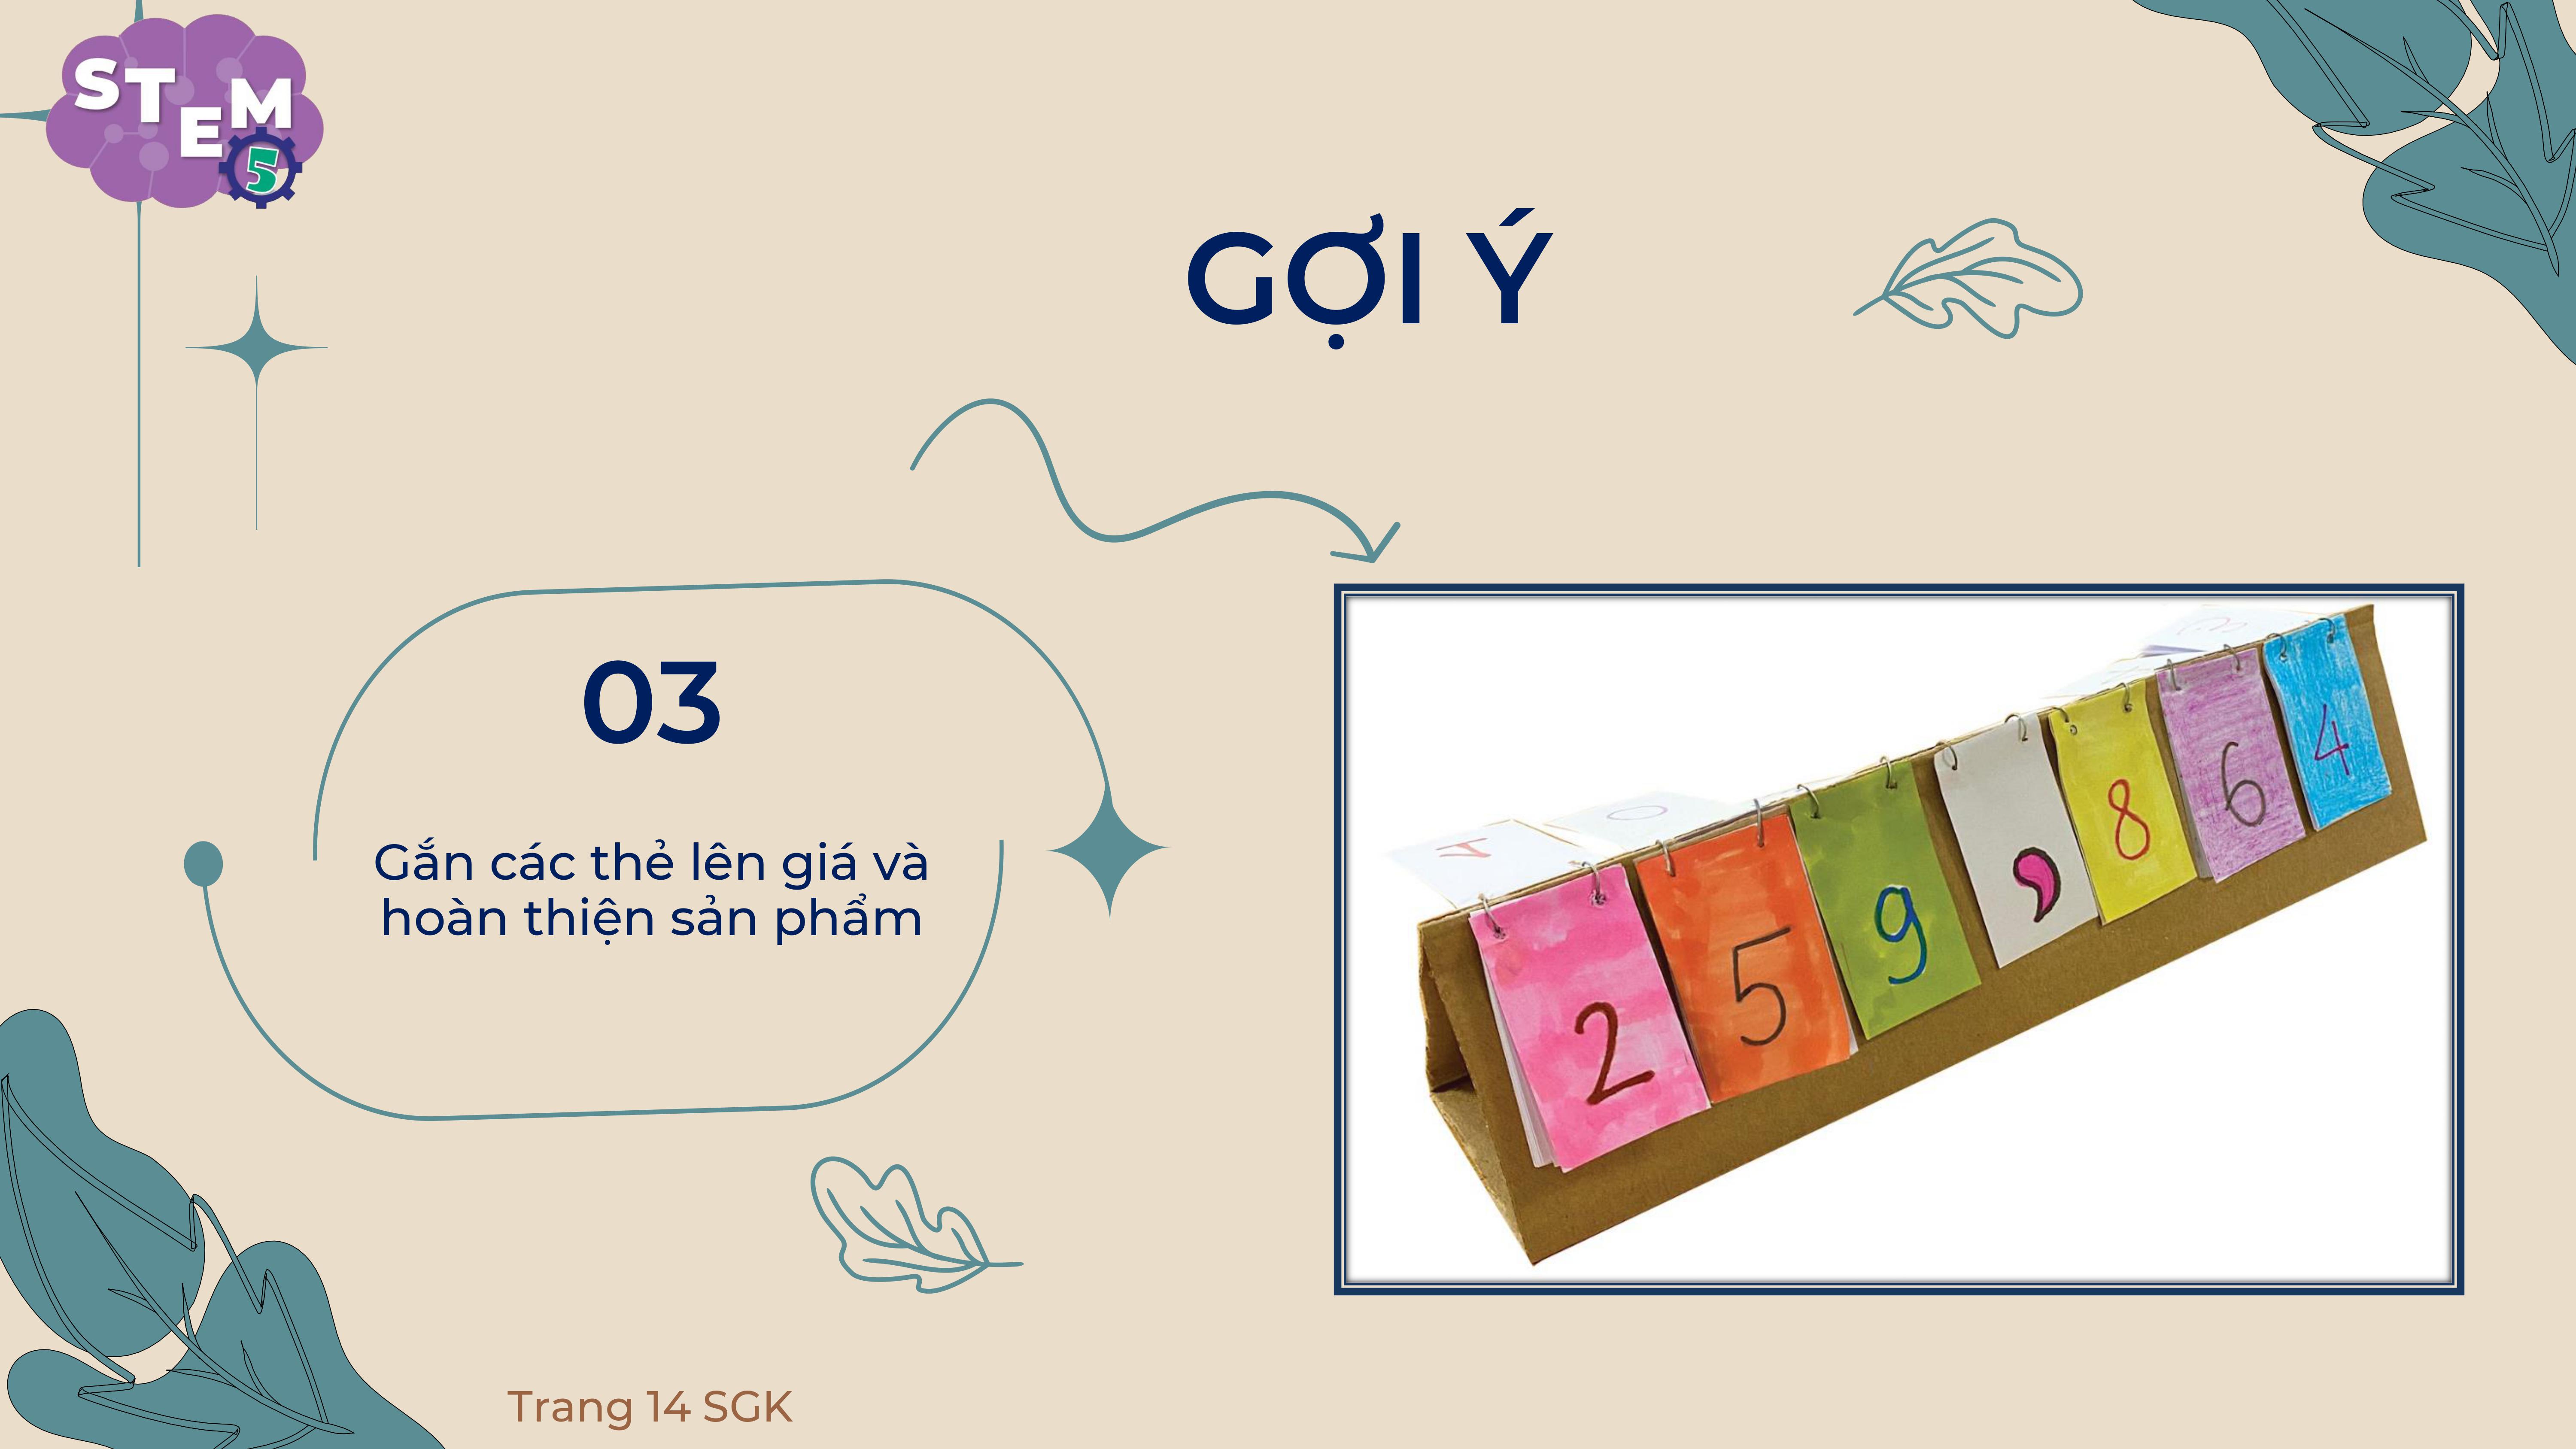 STEM
5
GỢI Ý
03
Gắn các thẻ lên giá và
hoàn thiện sản phẩm
2 5 9 , 8 6 4
Trang 14 SGK